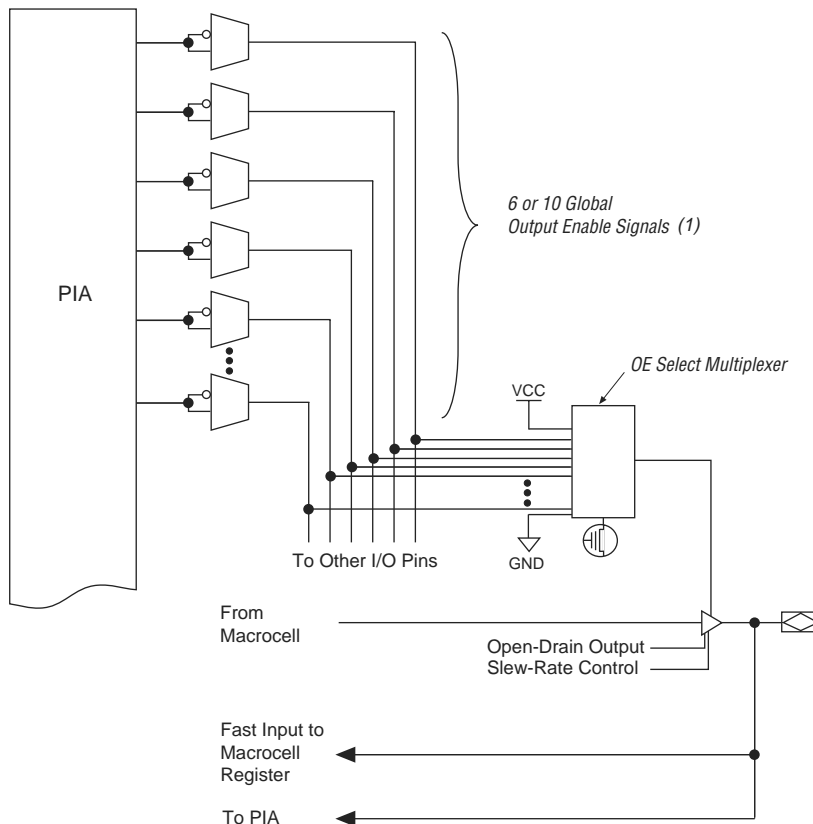 PIA
6 or 10 Global
Output Enable Signals (1)
OE Select Multiplexer
VCC
To Other I/O Pins
GND
From
Macrocell
Open-Drain Output
Slew-Rate Control
Fast Input to
Macrocell
Register
To PIA